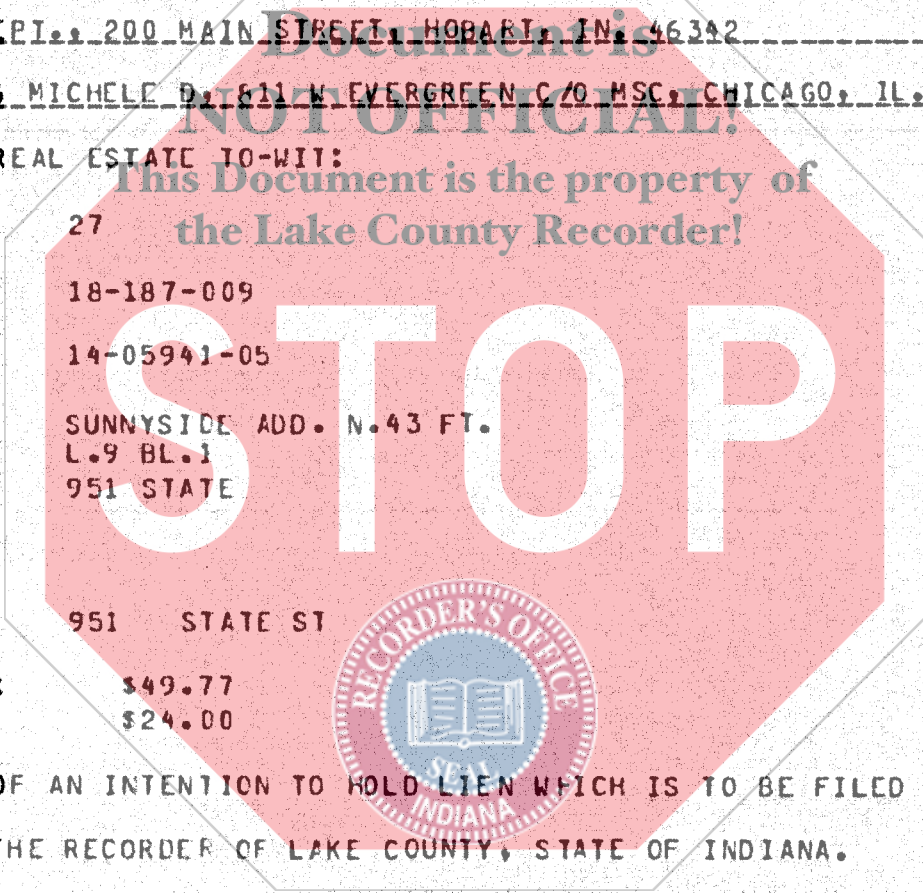 EPT., 200 MAIN STREET, HOBART, IN. 46342
Document is
MICHELE D, 811 W EVERGREEN C/O MSC, CHICAGO, IL.
NOT OFFICIAL!
REAL ESTATE TO-WIT:
This Document is the property of
27
the Lake County Recorder!
18-187-009
STOP
14-05941-05
SUNNYSIDE ADD. N.43 FT.
L.9 BL.1
951 STATE
951 STATE ST
RECORDER'S OFFICE
$49.77
$24.00
SEAL
INDIANA
OF AN INTENTION TO HOLD LIEN WHICH IS TO BE FILED
THE RECORDER OF LAKE COUNTY, STATE OF INDIANA.